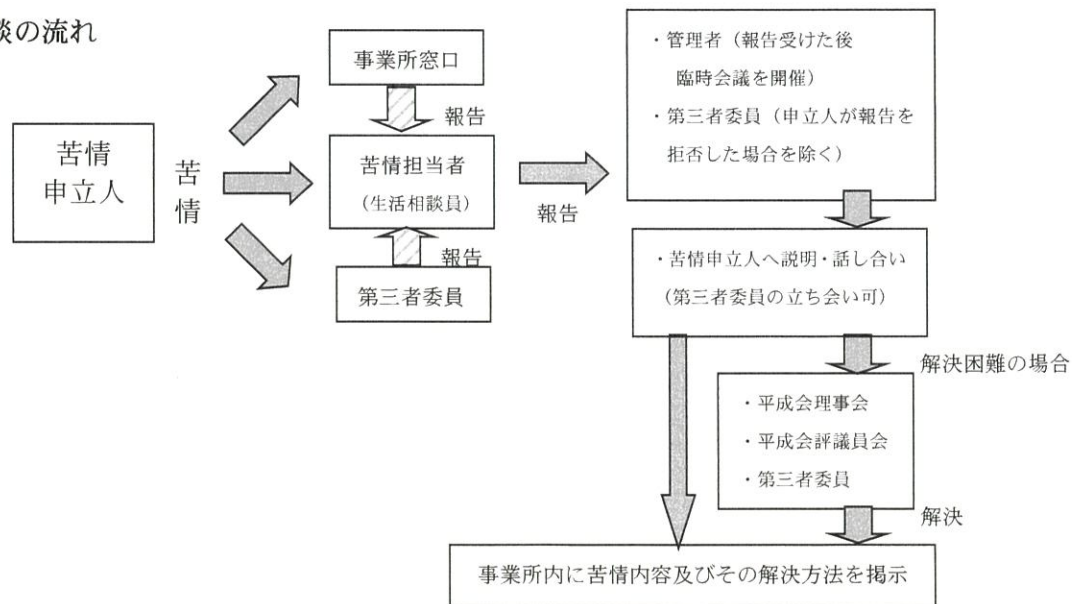 談の流れ
苦情
申立人
苦
情
事業所窓口
報告
苦情担当者
（生活相談員）
報告
第三者委員
報告
・管理者（報告受けた後
臨時会議を開催）
・第三者委員（申立人が報告を
拒否した場合を除く）
・苦情申立人へ説明・話し合い
（第三者委員の立ち会い可）
解決困難の場合
・平成会理事会
・平成会評議員会
・第三者委員
解決
事業所内に苦情内容及びその解決方法を掲示